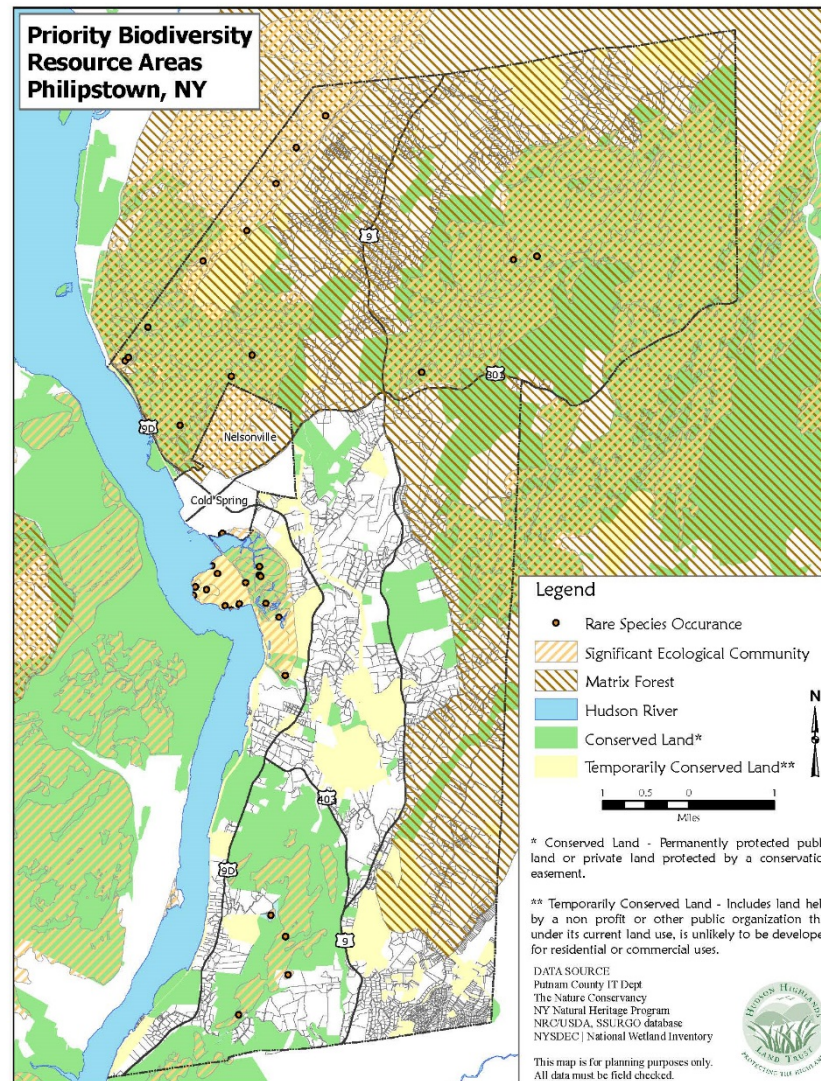 Priority Biodiversity
Resource Areas
Philipstown, NY
9
301
9D
Nelsonville
Cold Spring
403
9D
9
Legend
Rare Species Occurance
Significant Ecological Community
Matrix Forest
Hudson River
Conserved Land*
Temporarily Conserved Land**
N
1 0.5 0 1
Miles
* Conserved Land - Permanently protected publ
land or private land protected by a conservatio
easement.
** Temporarily Conserved Land - Includes land hel
by a non profit or other public organization th
under its current land use, is unlikely to be develope
for residential or commercial uses.
DATA SOURCE
Putnam County IT Dept
The Nature Conservancy
NY Natural Heritage Program
NRC/USDA, SSURGO database
NYSDEC | National Wetland Inventory
This map is for planning purposes only.
All data must be field checked.
HUDSON HIGHLANDS
LAND TRUST
PROTECTING THE HIGHLAN